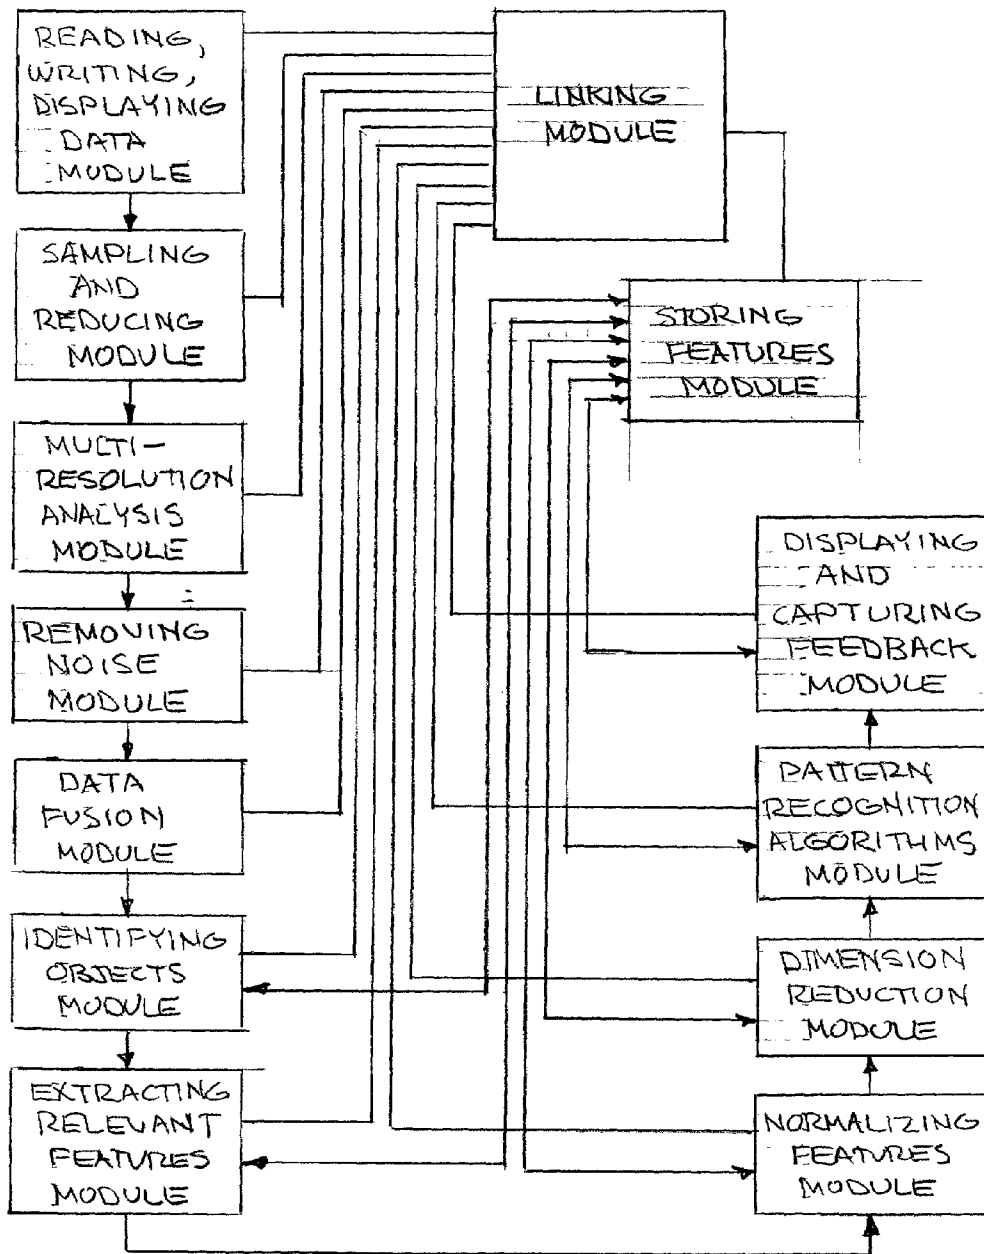 READING,
WRITING,
DISPLAYING
DATA
MODULE
LINKING
MODULE
SAMPLING
AND
REDUCING
MODULE
STORING
FEATURES
MODULE
MULTI-
RESOLUTION
ANALYSIS
MODULE
DISPLAYING
AND
CAPTURING
FEEDBACK
MODULE
REMOVING
NOISE
MODULE
DATA
FUSION
MODULE
PATTERN
RECOGNITION
ALGORITHMS
MODULE
IDENTIFYING
OBJECTS
MODULE
DIMENSION
REDUCTION
MODULE
EXTRACTING
RELEVANT
FEATURES
MODULE
NORMALIZING
FEATURES
MODULE